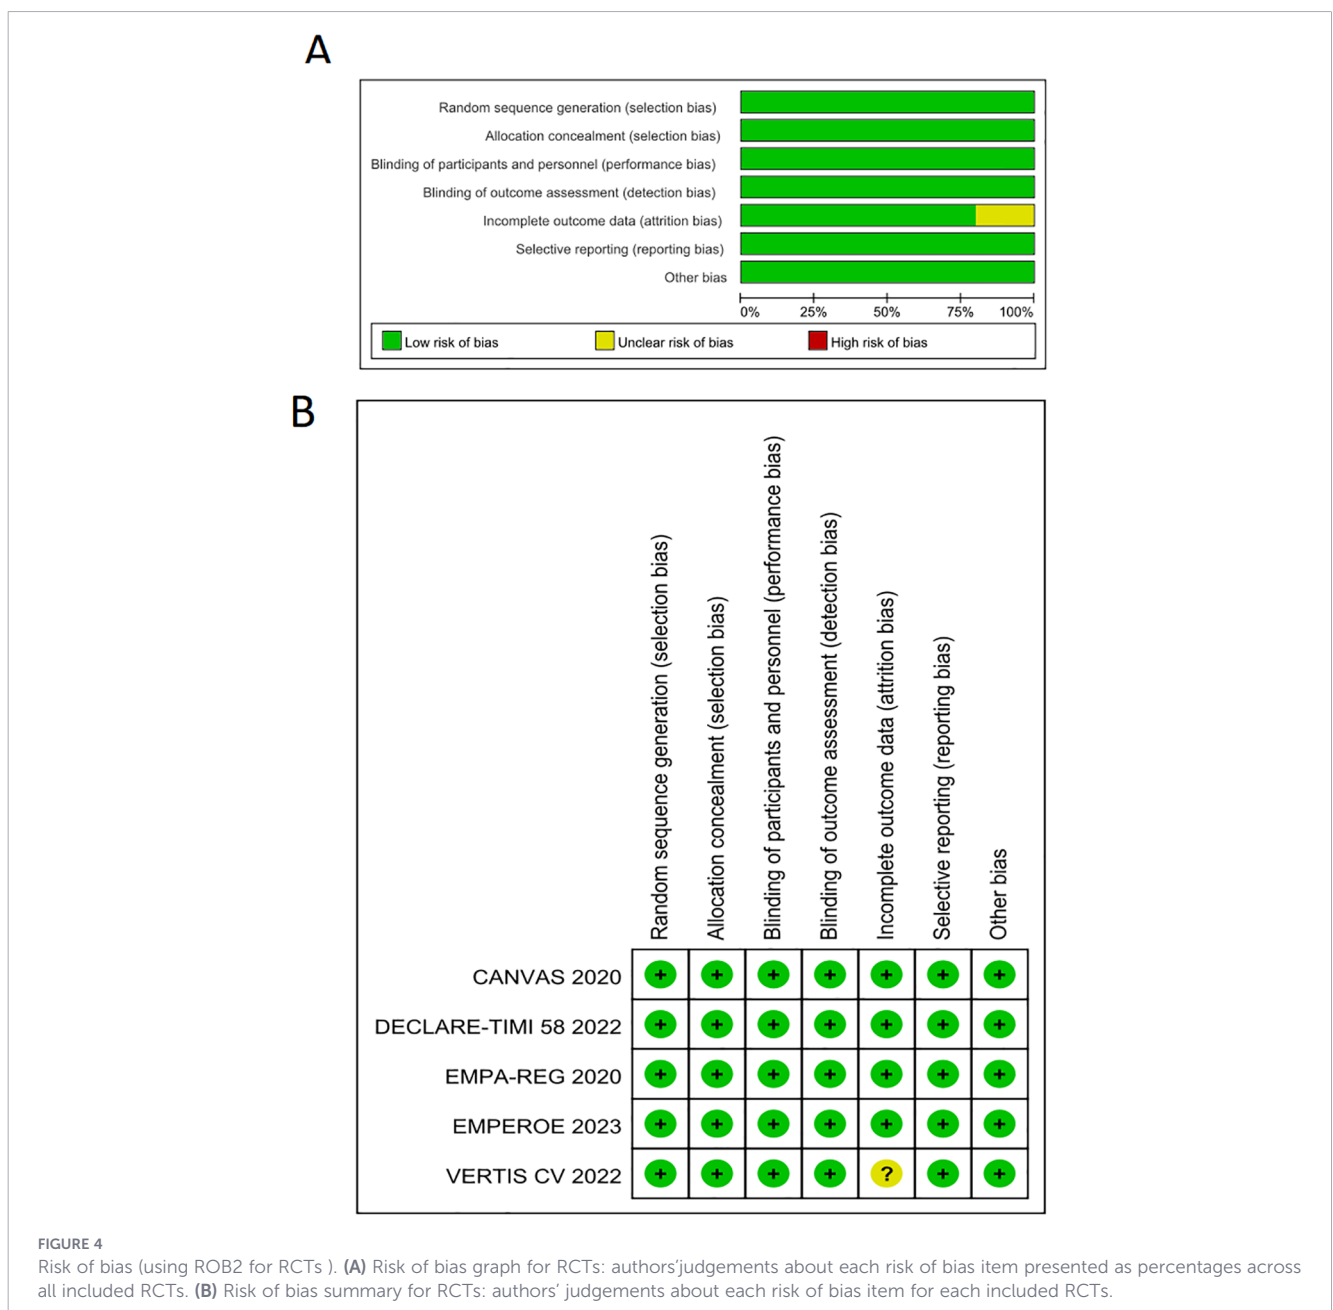 A
Random sequence generation (selection bias)
Allocation concealment (selection bias)
Blinding of participants and personnel (performance bias)
Blinding of outcome assessment (detection bias)
Incomplete outcome data (attrition bias)
Selective reporting (reporting bias)
Other bias
0% 25% 50% 75% 100%
Low risk of bias Unclear risk of bias High risk of bias
B
Random sequence generation (selection bias)
Allocation concealment (selection bias)
Blinding of participants and personnel (performance bias)
Blinding of outcome assessment (detection bias)
Incomplete outcome data (attrition bias)
Selective reporting (reporting bias)
Other bias
CANVAS 2020 + + + + + + +
DECLARE-TIMI 58 2022 + + + + + + +
EMPA-REG 2020 + + + + + + +
EMPEROE 2023 + + + + + + +
VERTIS CV 2022 + + + + ? + +
FIGURE 4
Risk of bias (using ROB2 for RCTs ). (A) Risk of bias graph for RCTs: authors’judgements about each risk of bias item presented as percentages across
all included RCTs. (B) Risk of bias summary for RCTs: authors’ judgements about each risk of bias item for each included RCTs.